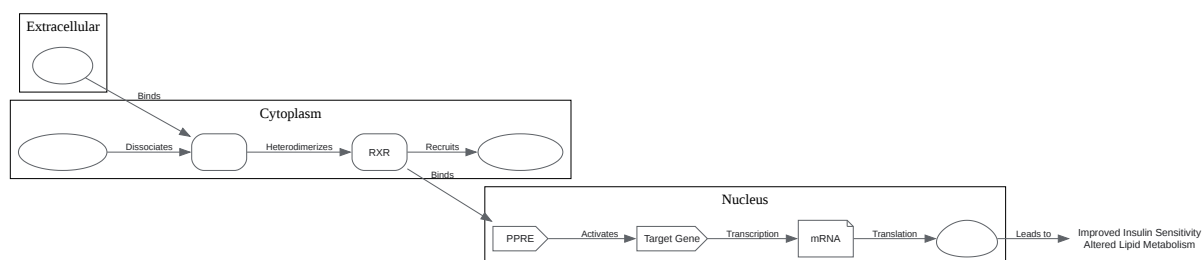 Extracellular
Binds
Cytoplasm
Dissociates
Heterodimerizes
RXR
Recruits
Binds
Nucleus
PPRE
Activates
Target Gene
Transcription
mRNA
Translation
Leads to
Improved Insulin Sensitivity
Altered Lipid Metabolism